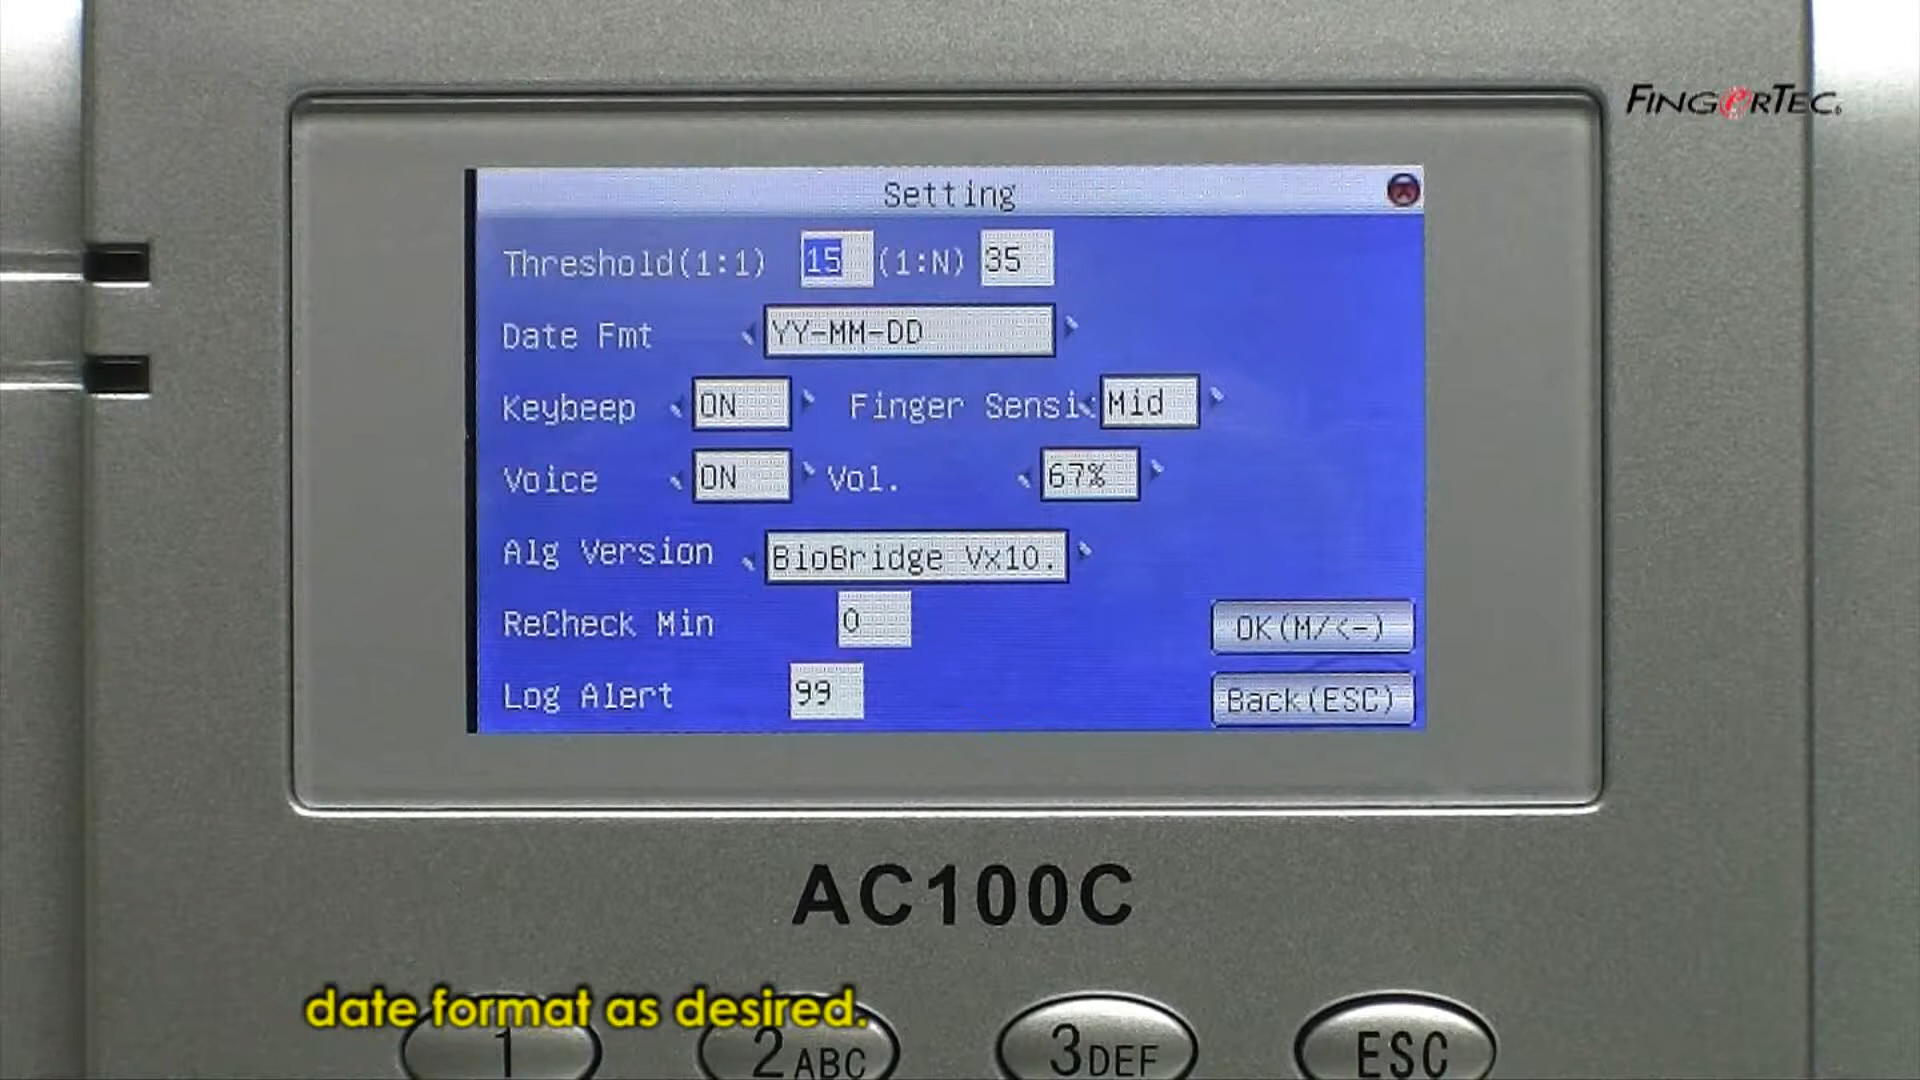 FINGERTEC
Setting
Threshold(1:1) 15 (1:N) 35
Date Fmt YY-MM-DD
Keybeep ON Finger Sensi: Mid
Voice ON Vol. 67%
Alg Version BioBridge Vx10.
ReCheck Min 0 OK(M/<-)
Log Alert 99 Back(ESC)
AC100C
date format as desired.
1 2ABC 3DEF ESC